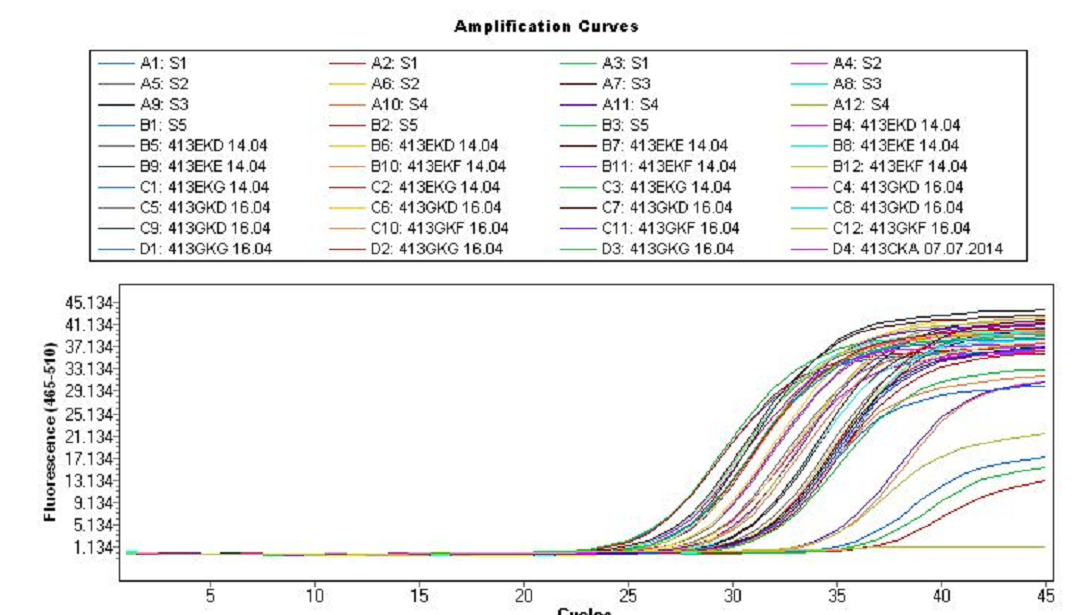 Amplification Curves
A1: S1 A2: S1 A3: S1 A4: S2
A5: S2 A6: S2 A7: S3 A8: S3
A9: S3 A10: S4 A11: S4 A12: S4
B1: S5 B2: S5 B3: S5 B4: 413EKD 14.04
B5: 413EKD 14.04 B6: 413EKD 14.04 B7: 413EKE 14.04 B8: 413EKE 14.04
B9: 413EKE 14.04 B10: 413EKF 14.04 B11: 413EKF 14.04 B12: 413EKF 14.04
C1: 413EKG 14.04 C2: 413EKG 14.04 C3: 413EKG 14.04 C4: 413GKD 16.04
C5: 413GKD 16.04 C6: 413GKD 16.04 C7: 413GKD 16.04 C8: 413GKD 16.04
C9: 413GKD 16.04 C10: 413GKF 16.04 C11: 413GKF 16.04 C12: 413GKF 16.04
D1: 413GKG 16.04 D2: 413GKG 16.04 D3: 413GKG 16.04 D4: 413CKA 07.07.2014
Fluorescence (465-510)
45.134
41.134
37.134
33.134
29.134
25.134
21.134
17.134
13.134
9.134
5.134
1.134
5 10 15 20 25 30 35 40 45
Cycles